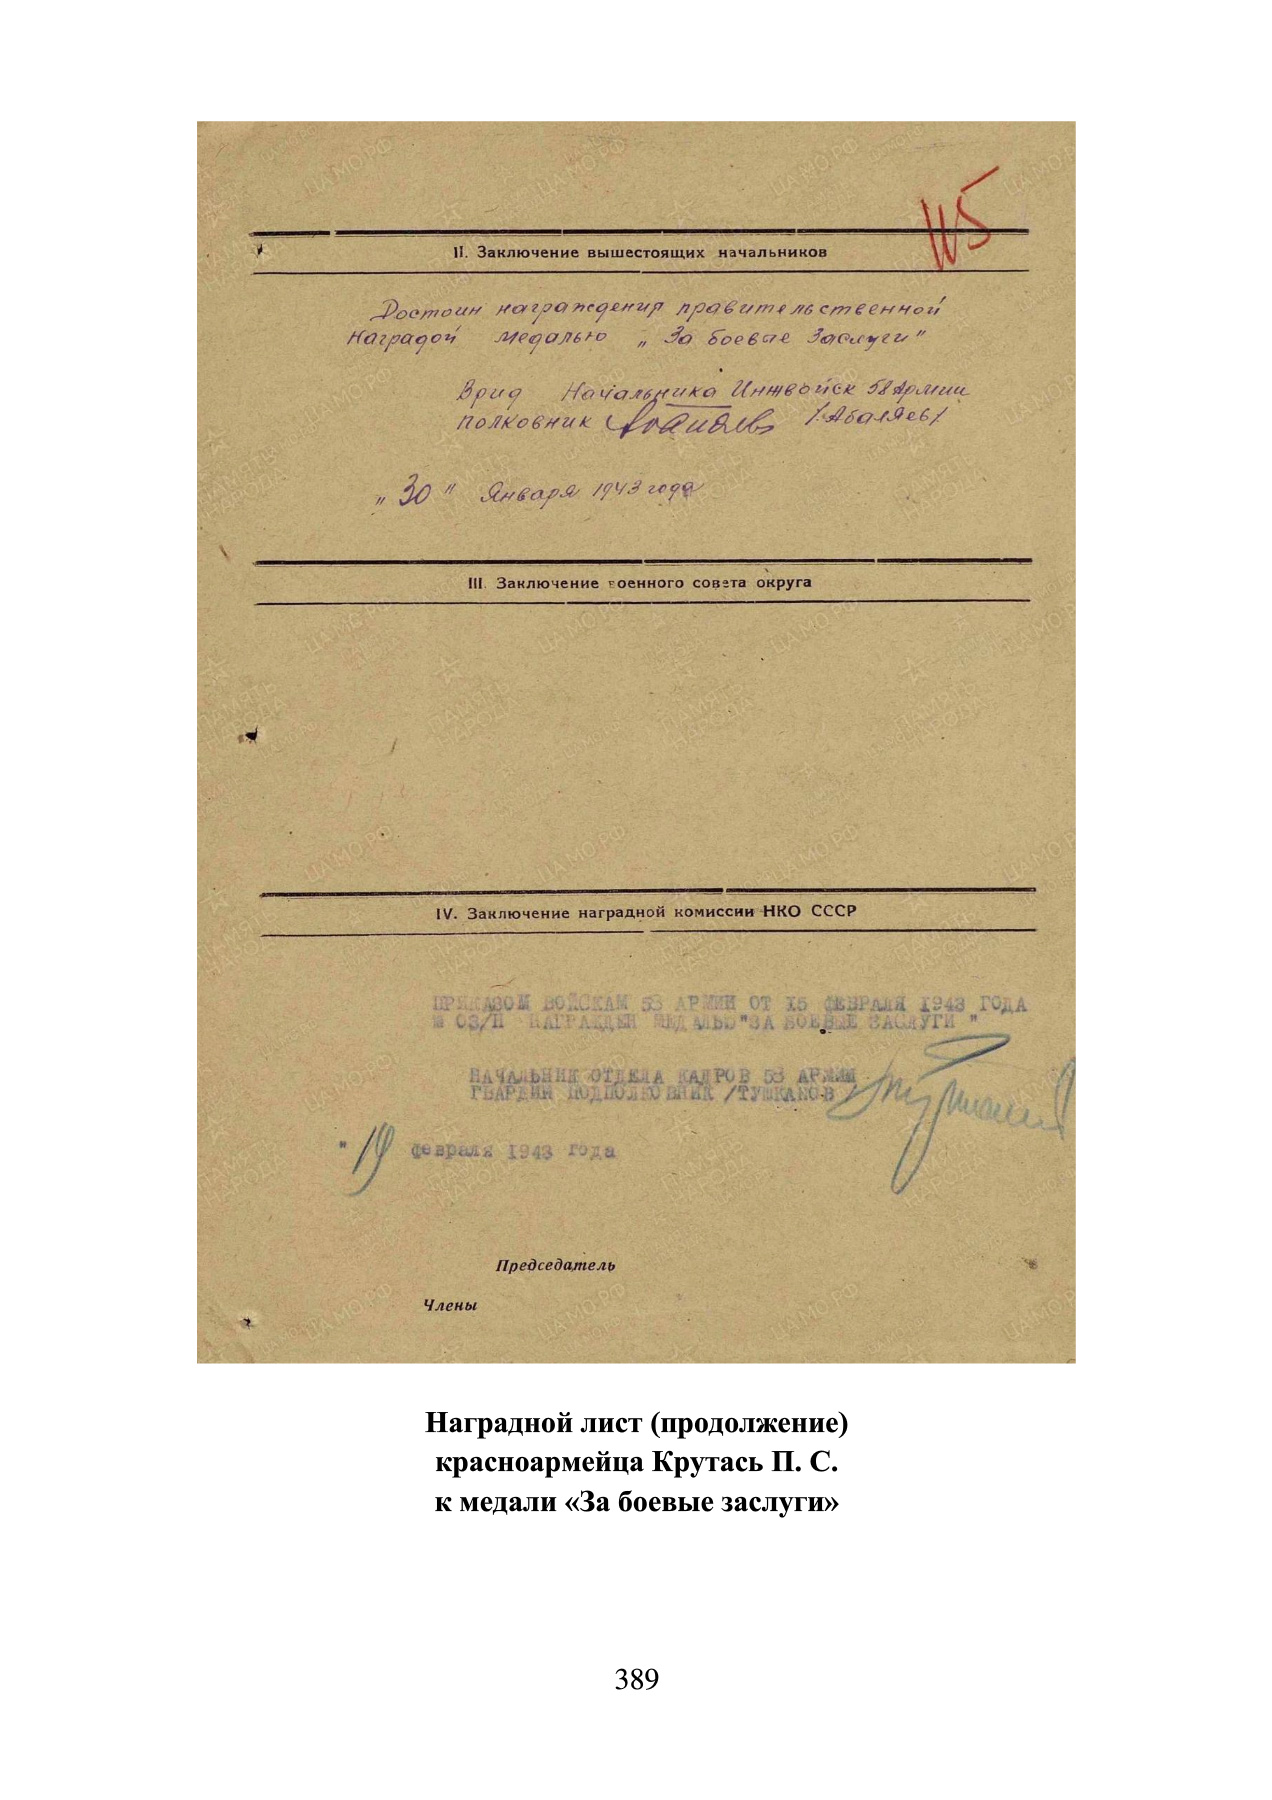 115
II. Заключение вышестоящих начальников
Достоин награждения правительственной
наградой медалью „За боевые Заслуги"
Врид Начальника Инжвойск 58 Армии
полковник /Абаляев/
„30" Января 1943 года
III. Заключение военного совета округа
IV. Заключение наградной комиссии НКО СССР
ПРИКАЗОМ ВОЙСКАМ 58 АРМИИ ОТ 15 ФЕВРАЛЯ 1943 ГОДА
№ 03/Н НАГРАЖДЕН МЕДАЛЬЮ "ЗА БОЕВЫЕ ЗАСЛУГИ"
НАЧАЛЬНИК ОТДЕЛА КАДРОВ 58 АРМИИ
ГВАРДИИ ПОДПОЛКОВНИК /ТУШКАНОВ/
"19 февраля 1943 года
Председатель
Члены
Наградной лист (продолжение)
красноармейца Крутась П. С.
к медали «За боевые заслуги»
389